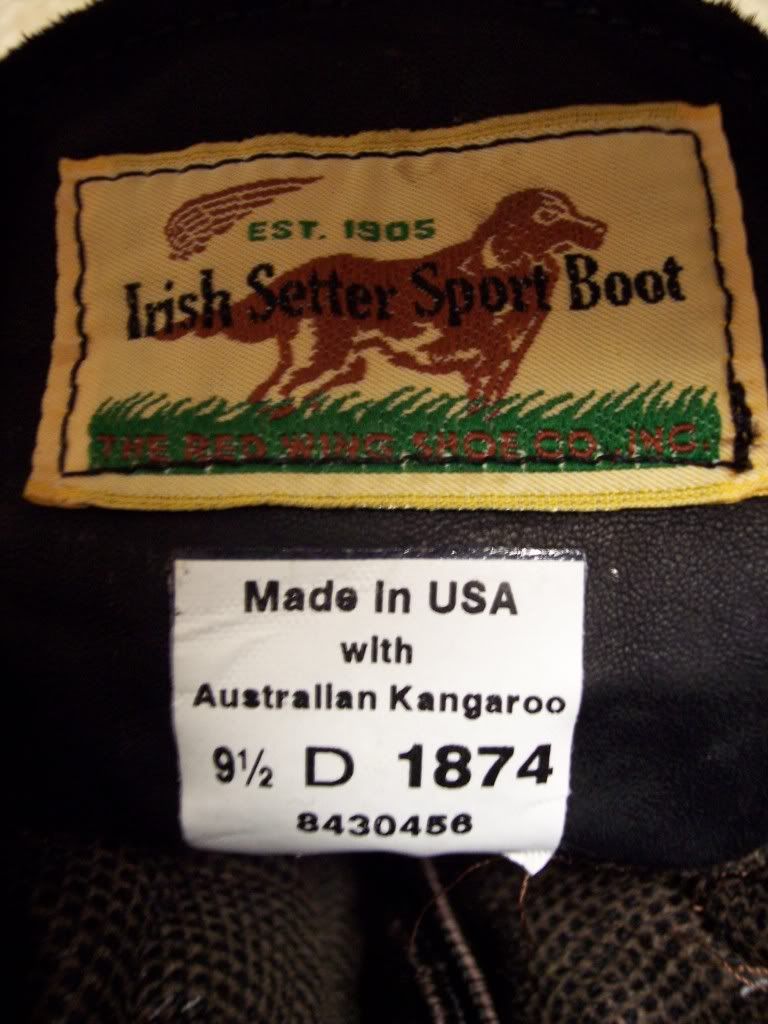 EST. 1905
Irish Setter Sport Boot
THE RED WING SHOE CO. INC.
Made in USA
with
Australian Kangaroo
9½ D 1874
8430456